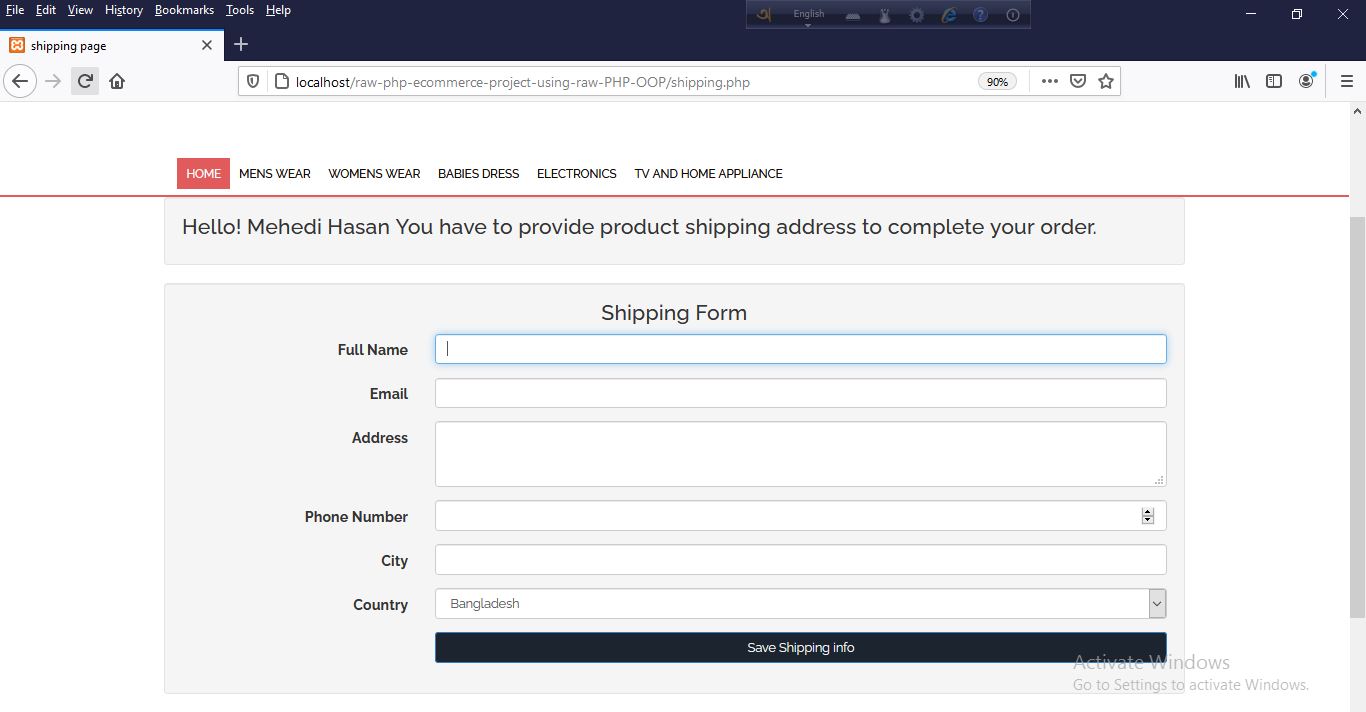 File Edit View History Bookmarks Tools Help
অ English
shipping page
localhost/raw-php-ecommerce-project-using-raw-PHP-OOP/shipping.php 90%
HOME MENS WEAR WOMENS WEAR BABIES DRESS ELECTRONICS TV AND HOME APPLIANCE
Hello! Mehedi Hasan You have to provide product shipping address to complete your order.
Shipping Form
Full Name
Email
Address
Phone Number
City
Country Bangladesh
Save Shipping info
Activate Windows
Go to Settings to activate Windows.